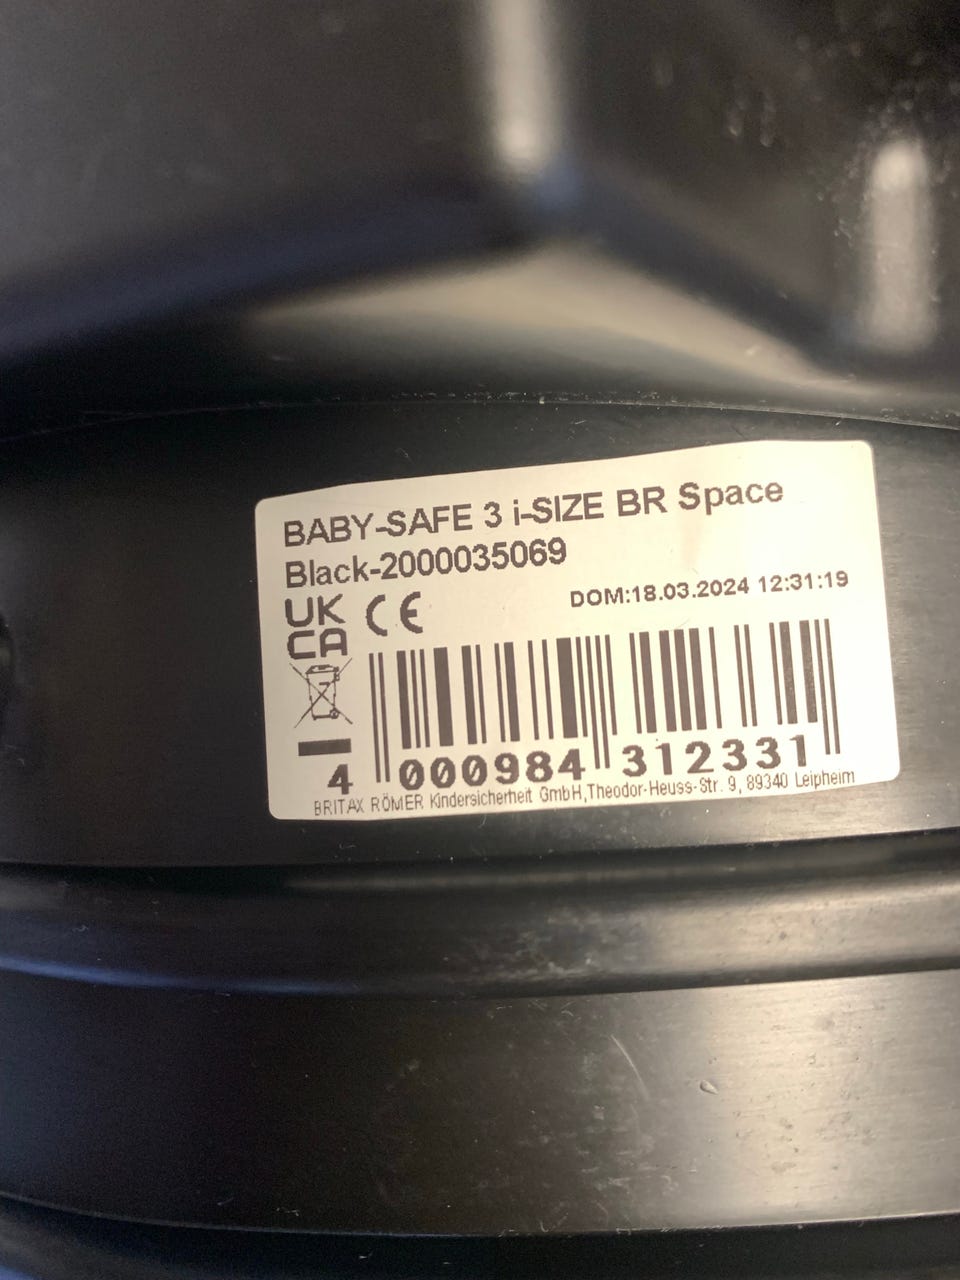 BABY-SAFE 3 i-SIZE BR Space
Black-2000035069
UK
CA
CE
DOM:18.03.2024 12:31:19
4 000984 312331
BRITAX RÖMER Kindersicherheit GmbH,Theodor-Heuss-Str. 9, 89340 Leipheim